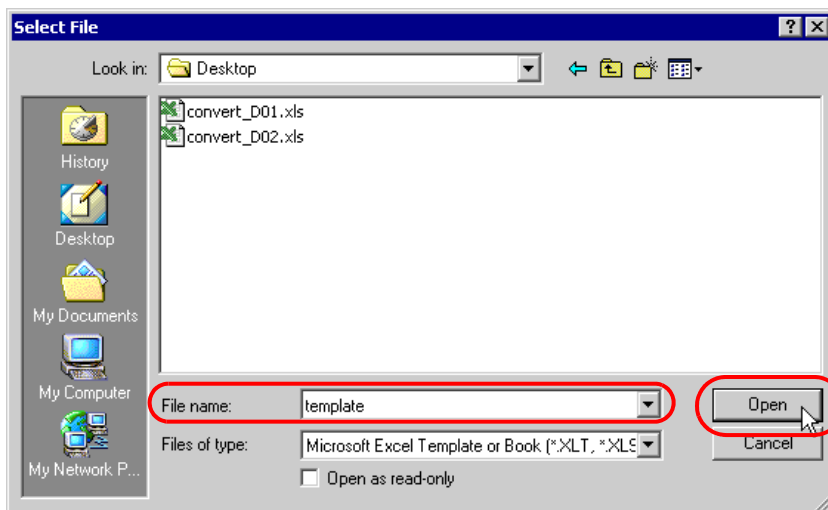 Select File
Look in: Desktop
convert_D01.xls
convert_D02.xls
History
Desktop
My Documents
My Computer
My Network P...
File name: template Open
Files of type: Microsoft Excel Template or Book (*.XLT, *.XLS Cancel
Open as read-only